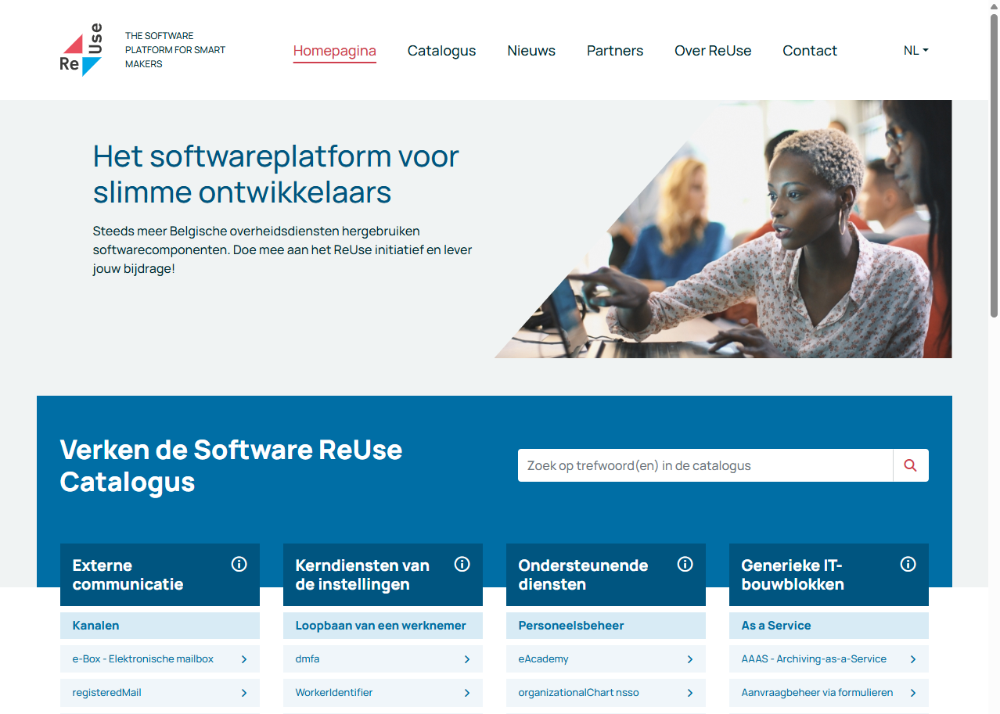 Re
Use
THE SOFTWARE
PLATFORM FOR SMART
MAKERS
Homepagina
Catalogus
Nieuws
Partners
Over ReUse
Contact
NL
Het softwareplatform voor
slimme ontwikkelaars
Steeds meer Belgische overheidsdiensten hergebruiken
softwarecomponenten. Doe mee aan het ReUse initiatief en lever
jouw bijdrage!
Verken de Software ReUse
Catalogus
Zoek op trefwoord(en) in de catalogus
Externe
communicatie
Kanalen
e-Box - Elektronische mailbox
registeredMail
Kerndiensten van
de instellingen
Loopbaan van een werknemer
dmfa
WorkerIdentifier
Ondersteunende
diensten
Personeelsbeheer
eAcademy
organizationalChart nsso
Generieke IT-
bouwblokken
As a Service
AAAS - Archiving-as-a-Service
Aanvraagbeheer via formulieren